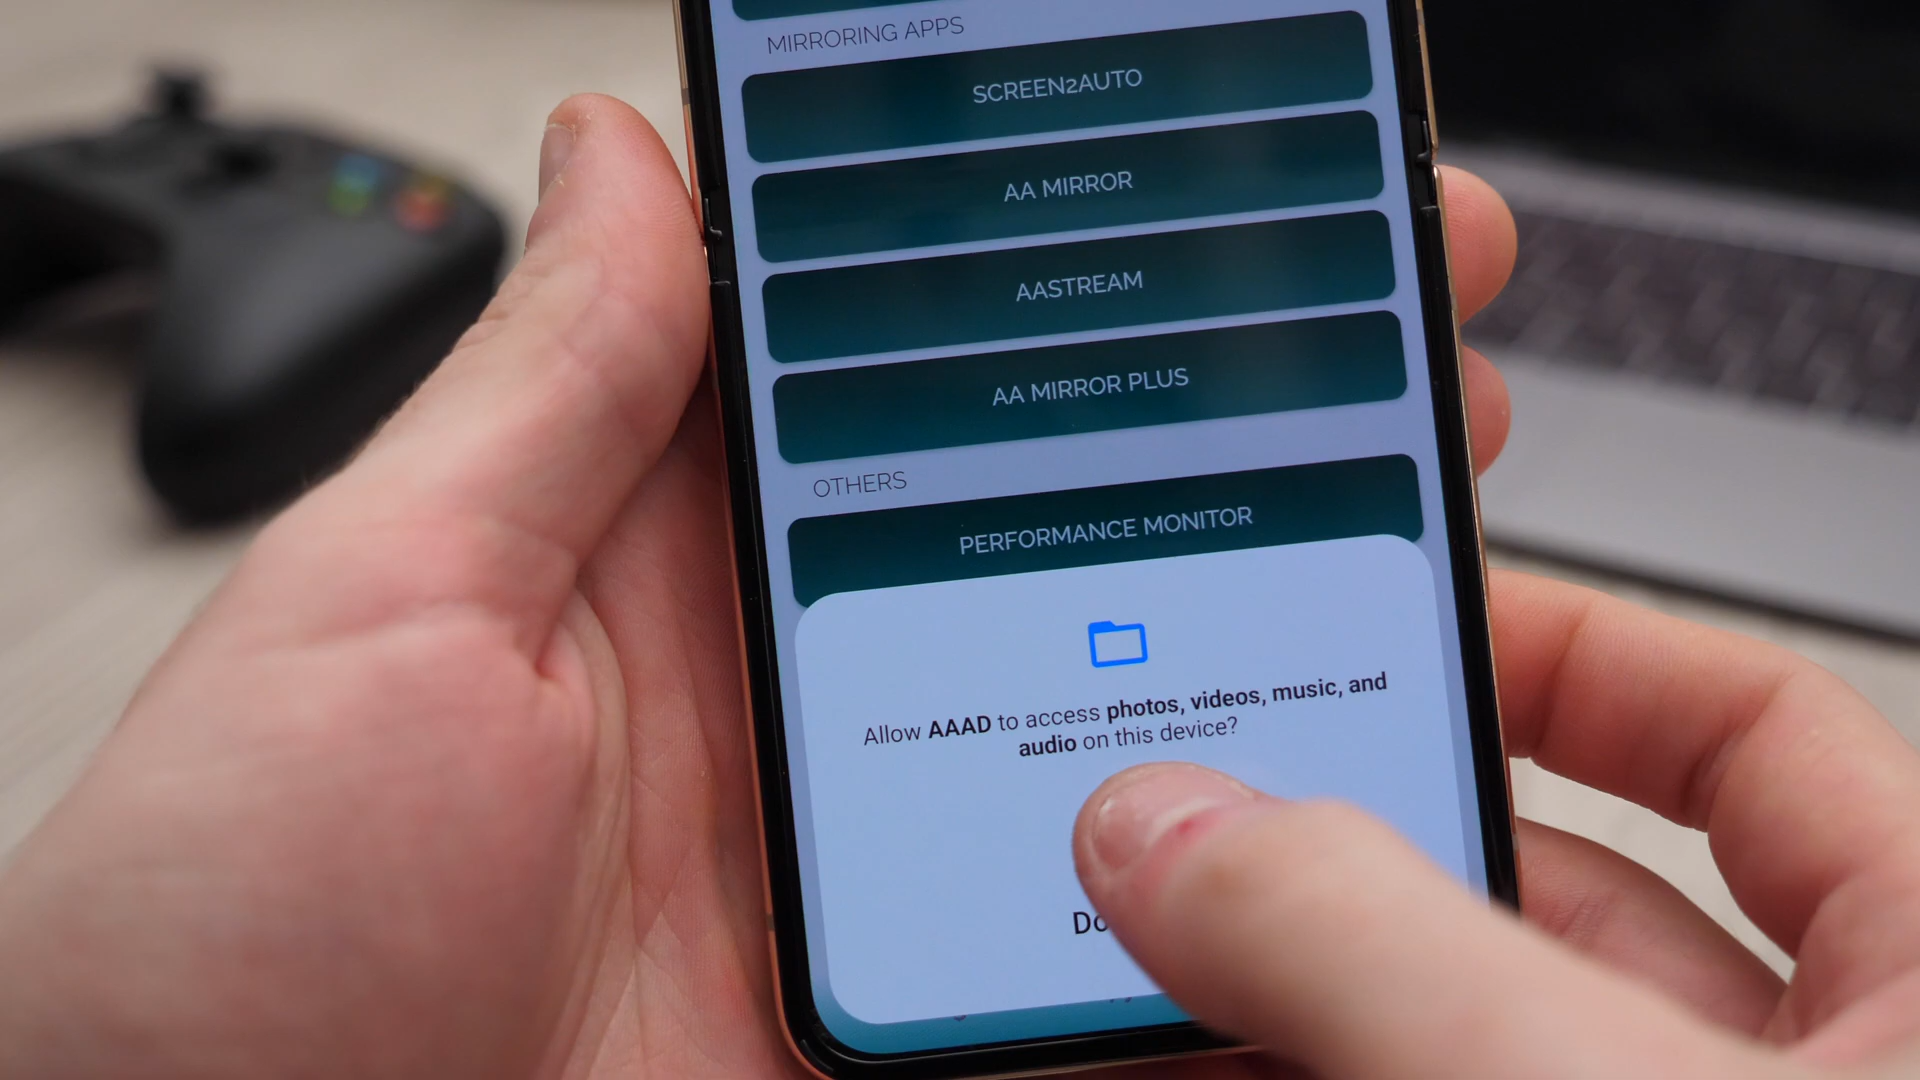 MIRRORING APPS
SCREEN2AUTO
AA MIRROR
AASTREAM
AA MIRROR PLUS
OTHERS
PERFORMANCE MONITOR
Allow AAAD to access photos, videos, music, and
audio on this device?